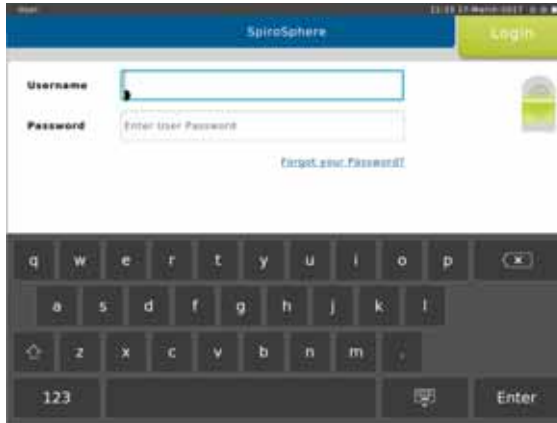 SpiroSphere
Login
Username
Password
Enter User Password
Forgot your Password?
q w e r t y u i o p
a s d f g h j k l
z x c v b n m .
123
Enter